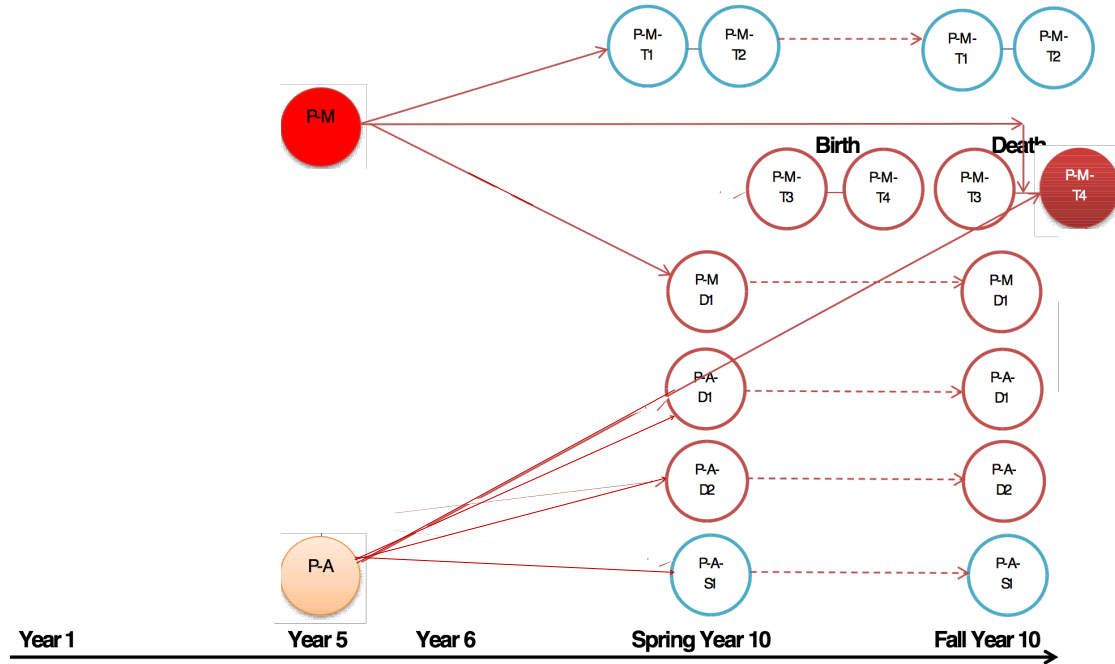 P-M-
T1
P-M-
T2
P-M-
T1
P-M-
T2
P-M
Birth
Death
P-M-
T3
P-M-
T4
P-M-
T3
P-M-
T4
P-M
D1
P-M
D1
P-A-
D1
P-A-
D1
P-A-
D2
P-A-
D2
P-A
P-A-
S1
P-A-
S1
Year 1
Year 5
Year 6
Spring Year 10
Fall Year 10